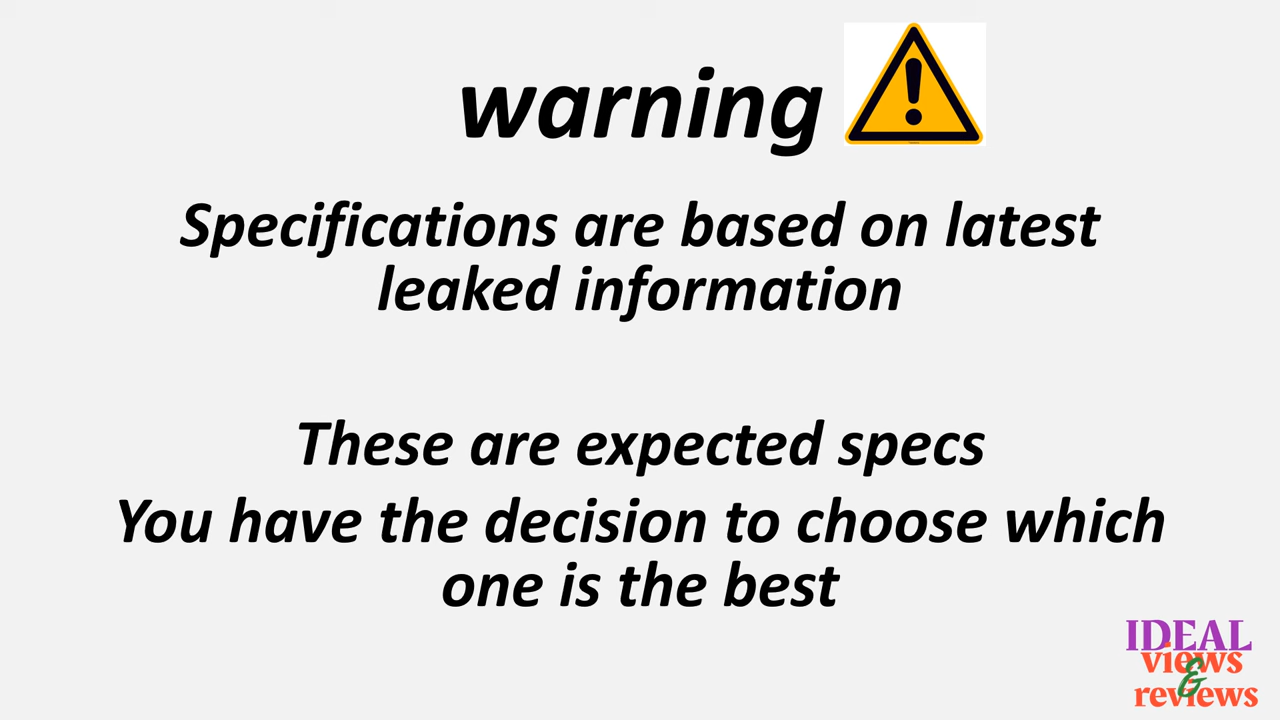 warning
Specifications are based on latest
leaked information
These are expected specs
You have the decision to choose which
one is the best
IDEAL
views
&
reviews